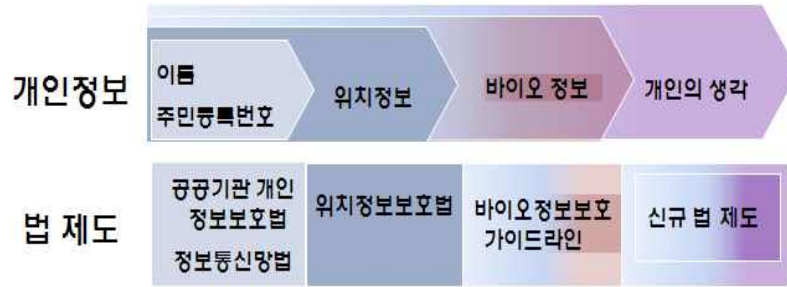 개인정보
이름
주민등록번호
위치정보
바이오 정보
개인의 생각
법 제도
공공기관 개인
정보보호법
정보통신망법
위치정보보호법
바이오정보보호
가이드라인
신규 법 제도